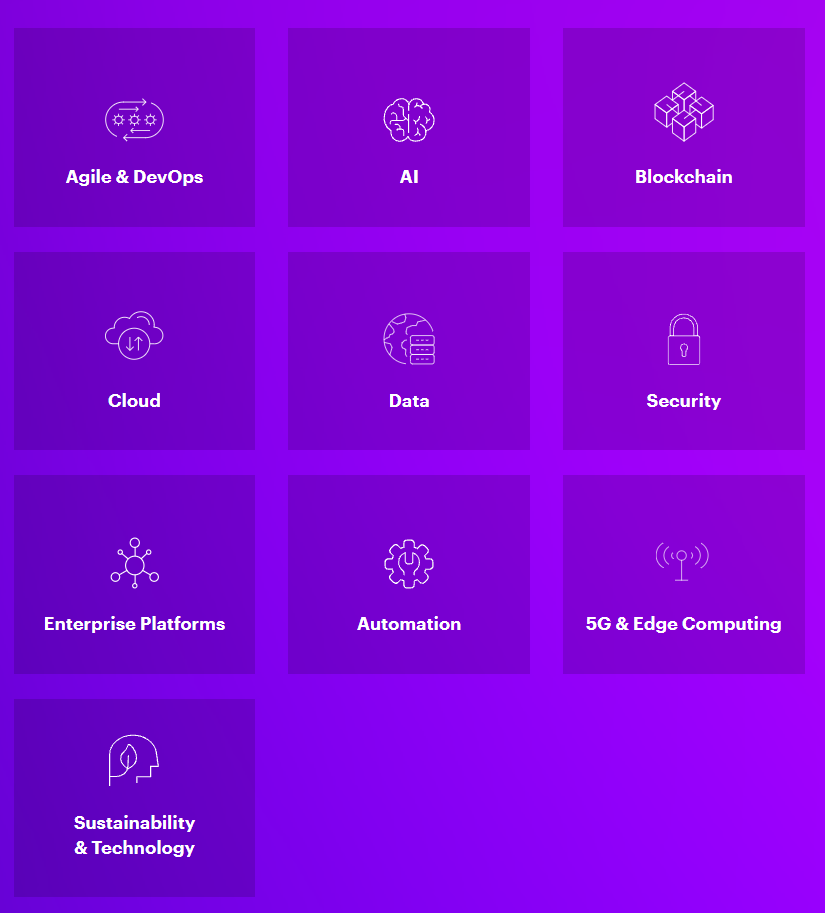 Agile & DevOps
AI
Blockchain
Cloud
Data
Security
Enterprise Platforms
Automation
5G & Edge Computing
Sustainability
& Technology